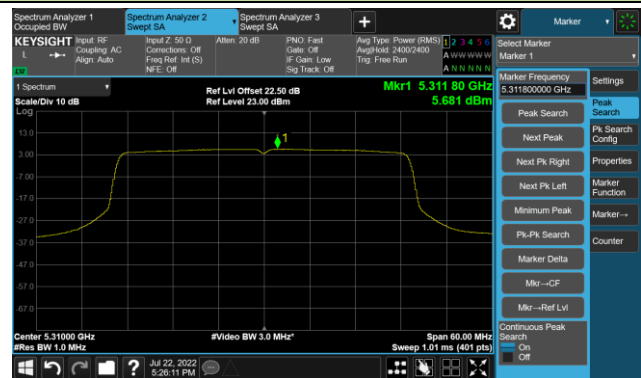 Spectrum Analyzer 1
Occupied BW
Spectrum Analyzer 2
Swept SA
Spectrum Analyzer 3
Swept SA
+
Marker
KEYSIGHT
L
Input: RF
Coupling: AC
Align: Auto
Input Z: 50 Ω
Corrections: Off
Freq Ref: Int (S)
NFE: Off
Atten: 20 dB
PNO: Fast
Gate: Off
IF Gain: Low
Sig Track: Off
Avg Type: Power (RMS)
Avg|Hold: 2400/2400
Trig: Free Run
1 2 3 4 5 6
A W W W W W
A N N N N N
Select Marker
Marker 1
1 Spectrum
Scale/Div 10 dB
Log
Ref Lvl Offset 22.50 dB
Ref Level 23.00 dBm
Mkr1 5.311 80 GHz
5.681 dBm
13.0
3.00
-7.00
-17.0
-27.0
-37.0
-47.0
-57.0
-67.0
1
Center 5.31000 GHz
#Res BW 1.0 MHz
#Video BW 3.0 MHz*
Span 60.00 MHz
Sweep 1.01 ms (401 pts)
Marker Frequency
5.311800000 GHz
Peak Search
Next Peak
Next Pk Right
Next Pk Left
Minimum Peak
Pk-Pk Search
Marker Delta
Mkr→CF
Mkr→Ref Lvl
Continuous Peak
Search
On
Off
Settings
Peak
Search
Pk Search
Config
Properties
Marker
Function
Marker→
Counter
?
Jul 22, 2022
5:26:11 PM